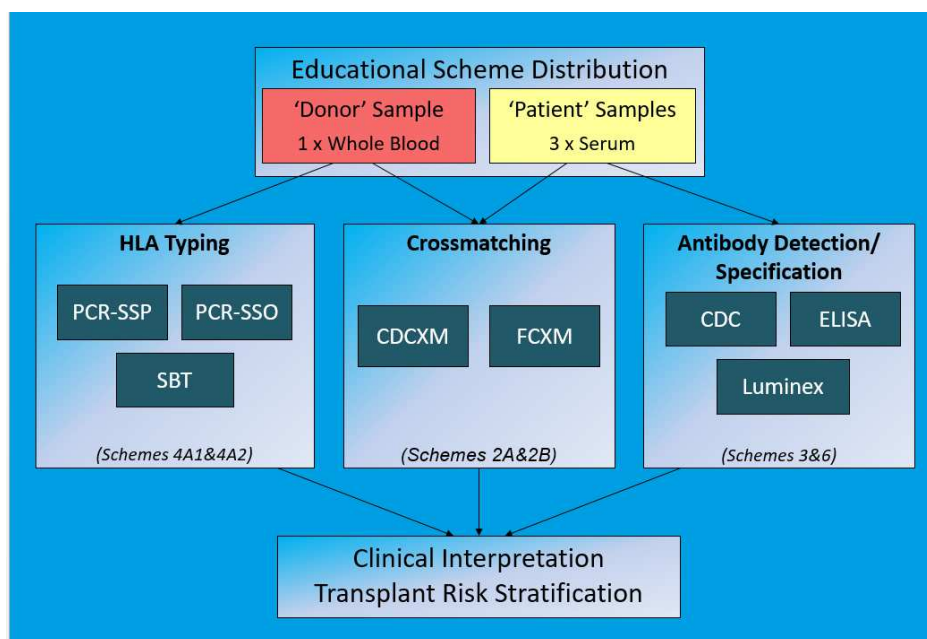 Educational Scheme Distribution
‘Donor’ Sample
1 x Whole Blood
‘Patient’ Samples
3 x Serum
HLA Typing
PCR-SSP
PCR-SSO
SBT
(Schemes 4A1&4A2)
Crossmatching
CDCXM
FCXM
(Schemes 2A&2B)
Antibody Detection/
Specification
CDC
ELISA
Luminex
(Schemes 3&6)
Clinical Interpretation
Transplant Risk Stratification